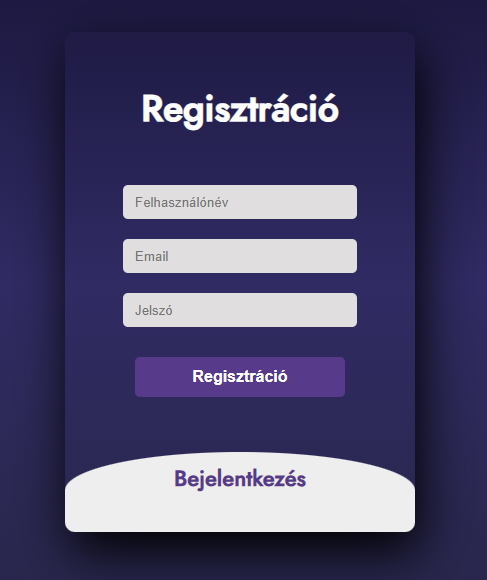 Regisztráció
Felhasználónév
Email
Jelszó
Regisztráció
Bejelentkezés